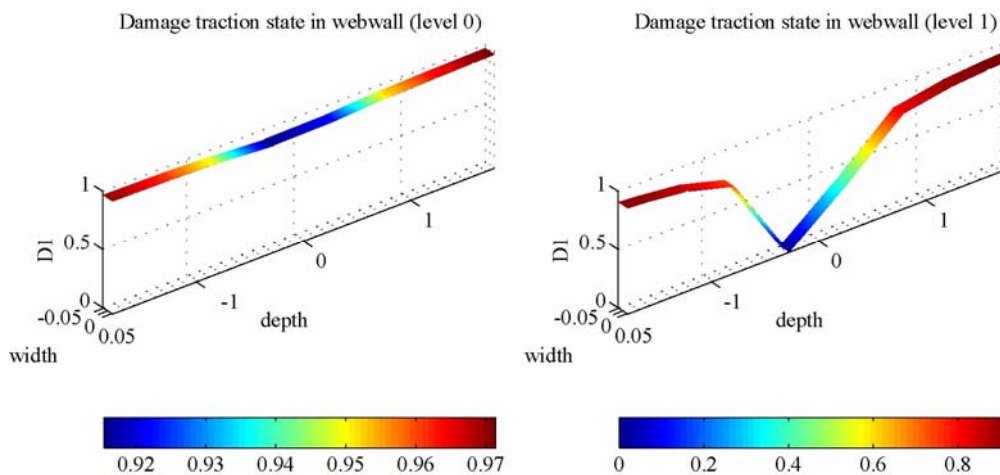 Damage traction state in webwall (level 0)
1
0.5
0
D1
-0.05
0
0.05
width
-1
0
1
depth
0.92 0.93 0.94 0.95 0.96 0.97
Damage traction state in webwall (level 1)
1
0.5
0
D1
-0.05
0
0.05
width
-1
0
1
depth
0 0.2 0.4 0.6 0.8